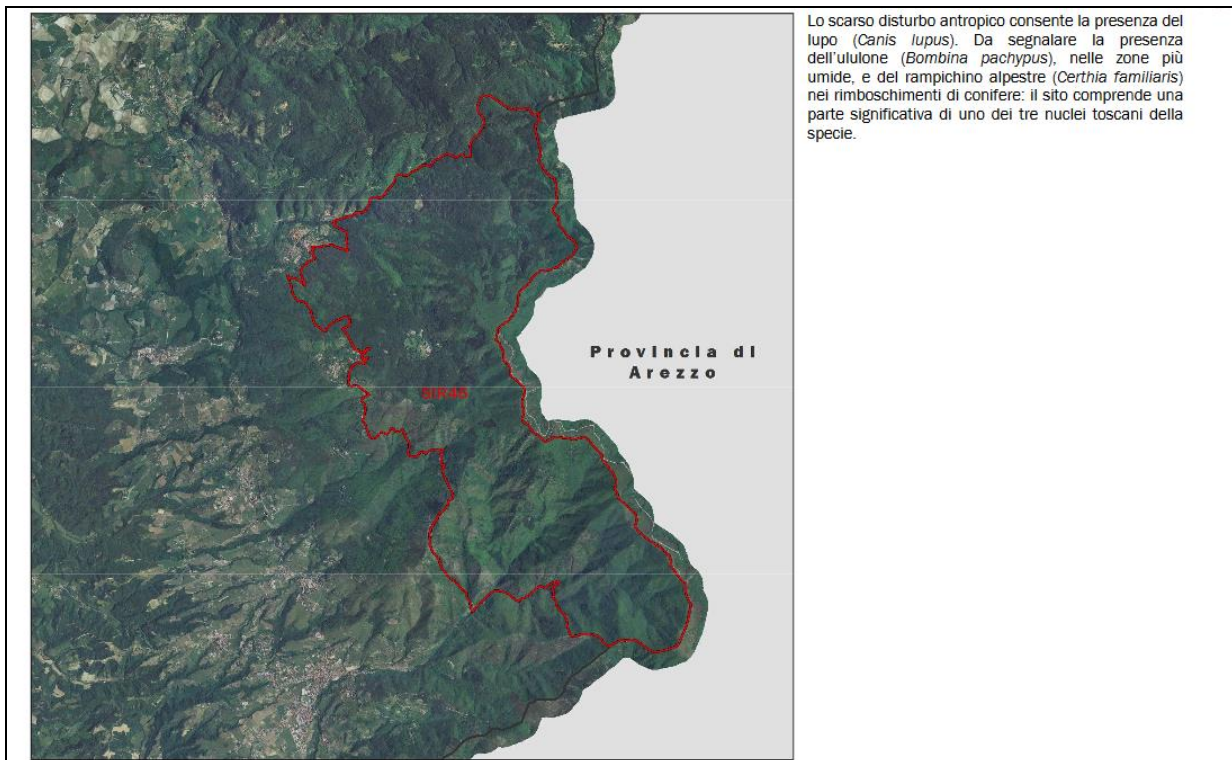 Lo scarso disturbo antropico consente la presenza del
lupo (Canis lupus). Da segnalare la presenza
dell'ululone (Bombina pachypus), nelle zone più
umide, e del rampichino alpestre (Certhia familiaris)
nei rimboschimenti di conifere: il sito comprende una
parte significativa di uno dei tre nuclei toscani della
specie.
Provincia di
Arezzo